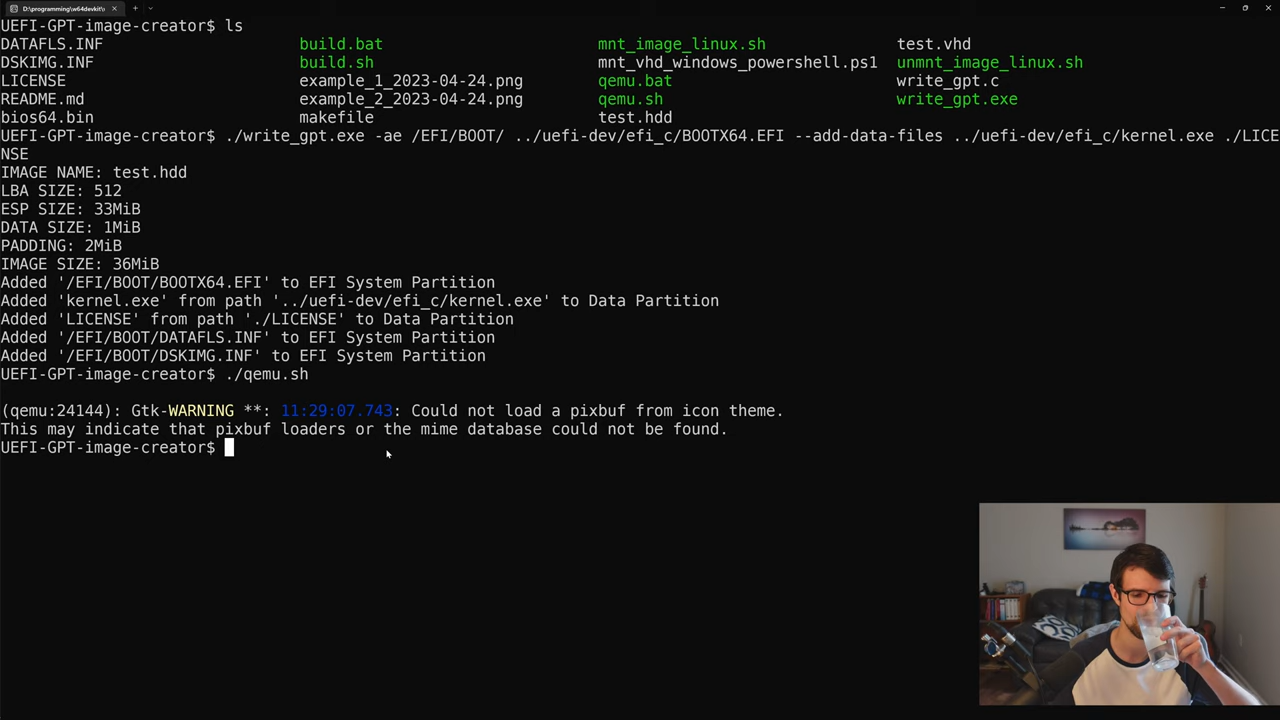 D:\programming\w64devkit\
UEFI-GPT-image-creator$ ls
DATAFLS.INF build.bat mnt_image_linux.sh test.vhd
DSKIMG.INF build.sh mnt_vhd_windows_powershell.ps1 unmnt_image_linux.sh
LICENSE example_1_2023-04-24.png qemu.bat write_gpt.c
README.md example_2_2023-04-24.png qemu.sh write_gpt.exe
bios64.bin makefile test.hdd
UEFI-GPT-image-creator$ ./write_gpt.exe -ae /EFI/BOOT/ ../uefi-dev/efi_c/BOOTX64.EFI --add-data-files ../uefi-dev/efi_c/kernel.exe ./LICE
NSE
IMAGE NAME: test.hdd
LBA SIZE: 512
ESP SIZE: 33MiB
DATA SIZE: 1MiB
PADDING: 2MiB
IMAGE SIZE: 36MiB
Added '/EFI/BOOT/BOOTX64.EFI' to EFI System Partition
Added 'kernel.exe' from path '../uefi-dev/efi_c/kernel.exe' to Data Partition
Added 'LICENSE' from path './LICENSE' to Data Partition
Added '/EFI/BOOT/DATAFLS.INF' to EFI System Partition
Added '/EFI/BOOT/DSKIMG.INF' to EFI System Partition
UEFI-GPT-image-creator$ ./qemu.sh
(qemu:24144): Gtk-WARNING **: 11:29:07.743: Could not load a pixbuf from icon theme.
This may indicate that pixbuf loaders or the mime database could not be found.
UEFI-GPT-image-creator$